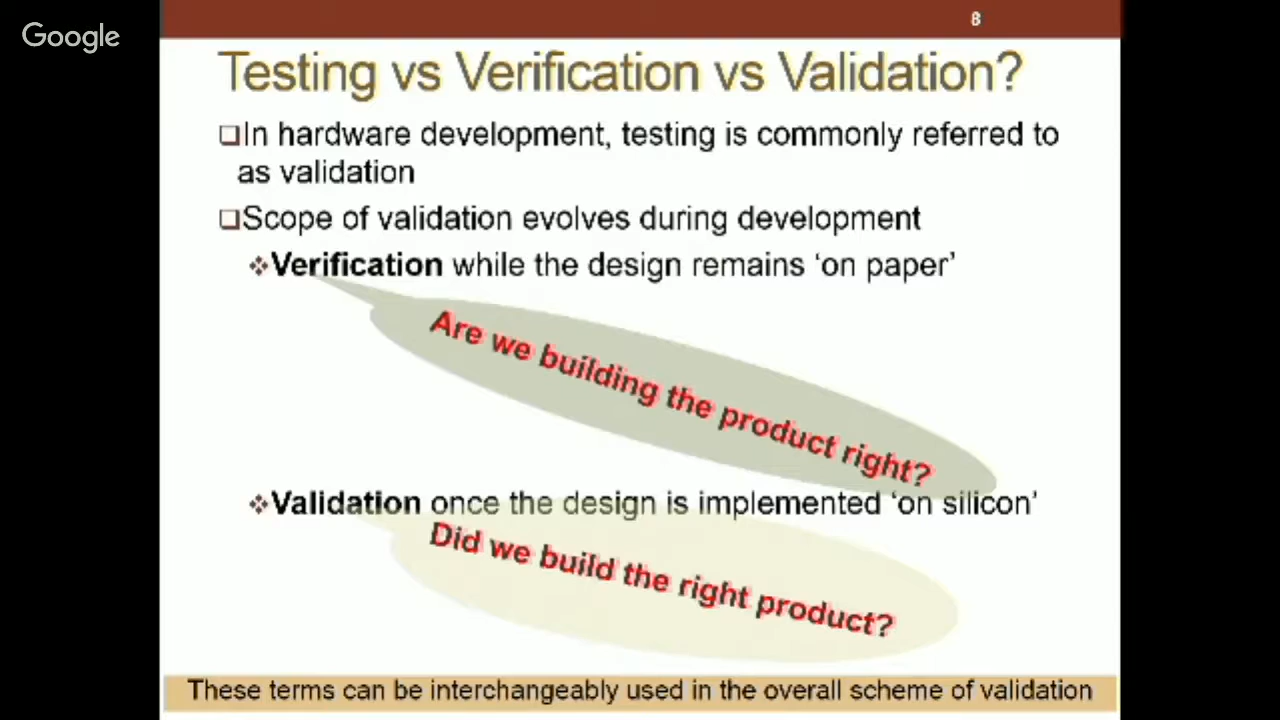 8
Google
Testing vs Verification vs Validation?
In hardware development, testing is commonly referred to
as validation
Scope of validation evolves during development
Verification while the design remains ‘on paper’
Are we building the product right?
Validation once the design is implemented ‘on silicon’
Did we build the right product?
These terms can be interchangeably used in the overall scheme of validation